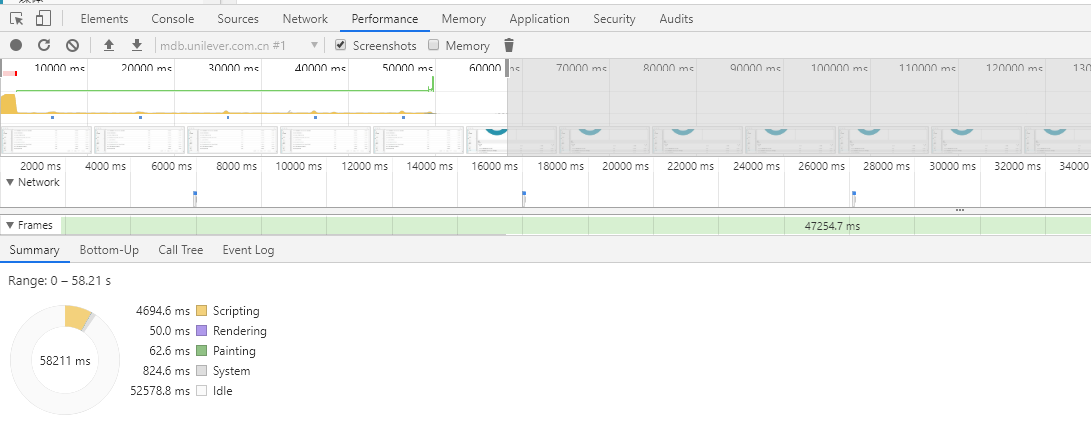 Elements Console Sources Network Performance Memory Application Security Audits
mdb.unilever.com.cn #1 ▼ Screenshots Memory
10000 ms 20000 ms 30000 ms 40000 ms 50000 ms 60000 ms 70000 ms 80000 ms 90000 ms 100000 ms 110000 ms 120000 ms 130
2000 ms 4000 ms 6000 ms 8000 ms 10000 ms 12000 ms 14000 ms 16000 ms 18000 ms 20000 ms 22000 ms 24000 ms 26000 ms 28000 ms 30000 ms 32000 ms 34000
▼ Network
▼ Frames 47254.7 ms
Summary Bottom-Up Call Tree Event Log
Range: 0 – 58.21 s
4694.6 ms Scripting
50.0 ms Rendering
58211 ms
62.6 ms Painting
824.6 ms System
52578.8 ms Idle